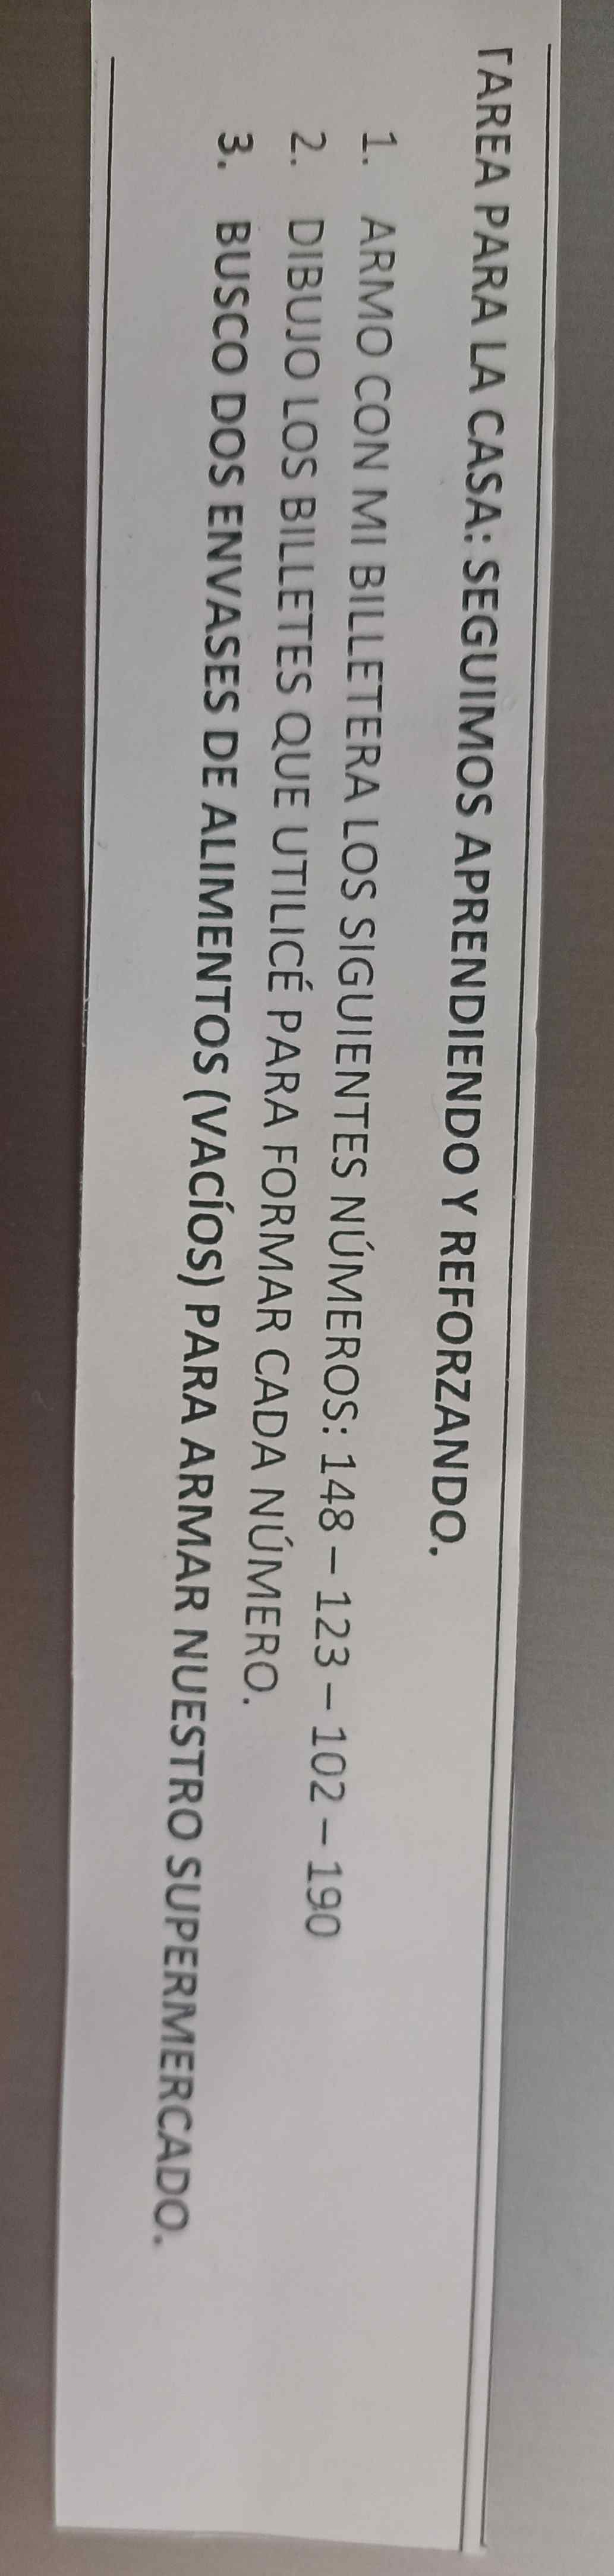 TAREA PARA LA CASA: SEGUIMOS APRENDIENDO Y REFORZANDO.
1. ARMO CON MI BILLETERA LOS SIGUIENTES NÚMEROS: 148 – 123 – 102 – 190
2. DIBUJO LOS BILLETES QUE UTILICÉ PARA FORMAR CADA NÚMERO.
3. BUSCO DOS ENVASES DE ALIMENTOS (VACÍOS) PARA ARMAR NUESTRO SUPERMERCADO.